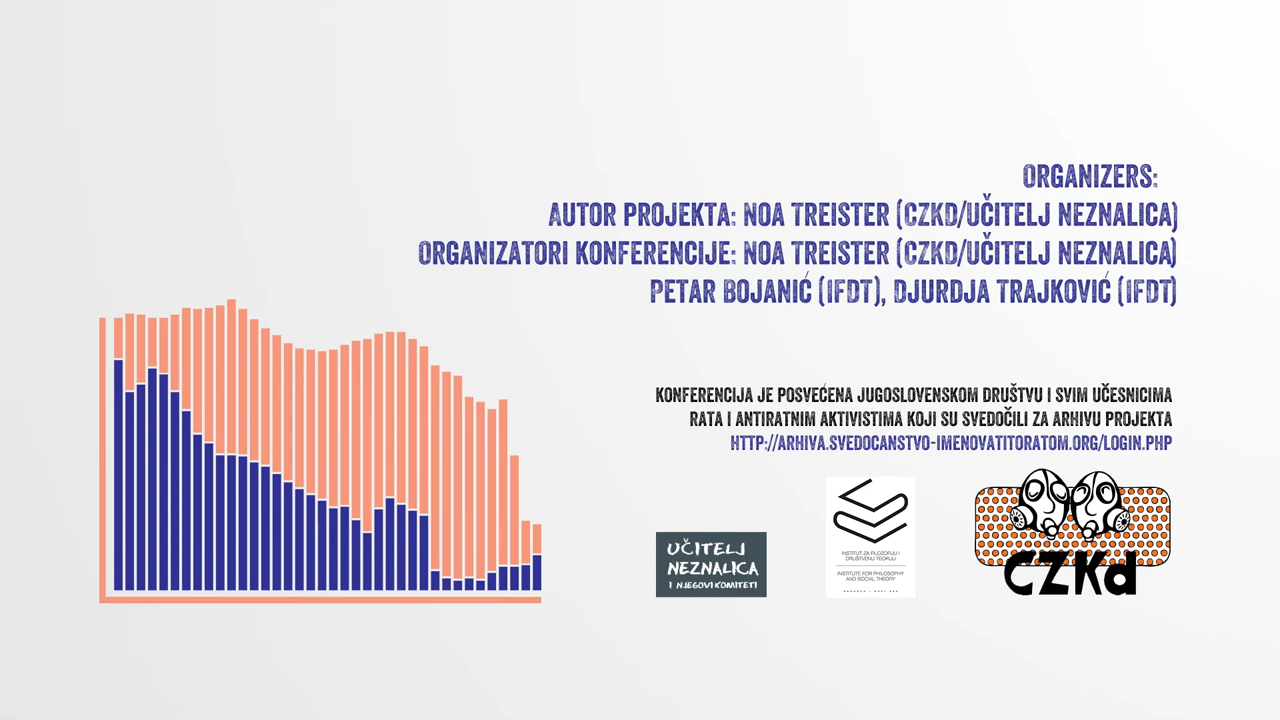 ORGANIZERS:
AUTOR PROJEKTA: NOA TREISTER (CZKD/UČITELJ NEZNALICA)
ORGANIZATORI KONFERENCIJE: NOA TREISTER (CZKD/UČITELJ NEZNALICA)
PETAR BOJANIĆ (IFDT), DJURDJA TRAJKOVIĆ (IFDT)
KONFERENCIJA JE POSVEĆENA JUGOSLOVENSKOM DRUŠTVU I SVIM UČESNICIMA
RATA I ANTIRATNIM AKTIVISTIMA KOJI SU SVEDOČILI ZA ARHIVU PROJEKTA
HTTP://ARHIVA.SVEDOCANSTVO-IMENOVATITORATOM.ORG/LOGIN.PHP
UČITELJ
NEZNALICA
I NJEGOVI KOMITETI
INSTITUT ZA FILOZOFIJU I
DRUŠTVENU TEORIJU
INSTITUTE FOR PHILOSOPHY
AND SOCIAL THEORY
CZKd